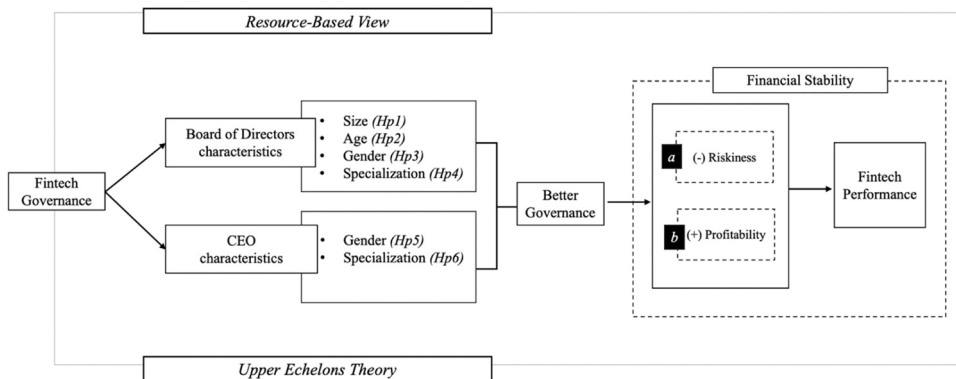 Resource-Based View
Financial Stability
Board of Directors
characteristics
• Size (Hp1)
• Age (Hp2)
• Gender (Hp3)
• Specialization (Hp4)
a (-) Riskiness
Fintech
Governance
Better
Governance
Fintech
Performance
CEO
characteristics
• Gender (Hp5)
• Specialization (Hp6)
b (+) Profitability
Upper Echelons Theory